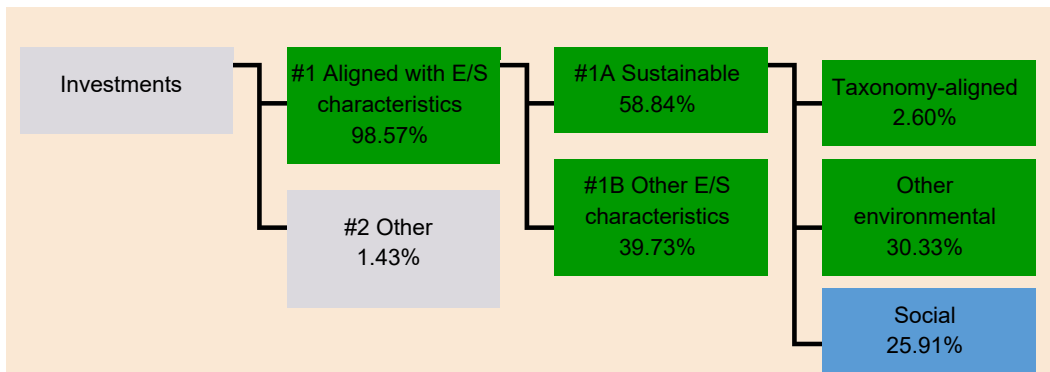 Investments
#1 Aligned with E/S
characteristics
98.57%
#2 Other
1.43%
#1A Sustainable
58.84%
#1B Other E/S
characteristics
39.73%
Taxonomy-aligned
2.60%
Other
environmental
30.33%
Social
25.91%